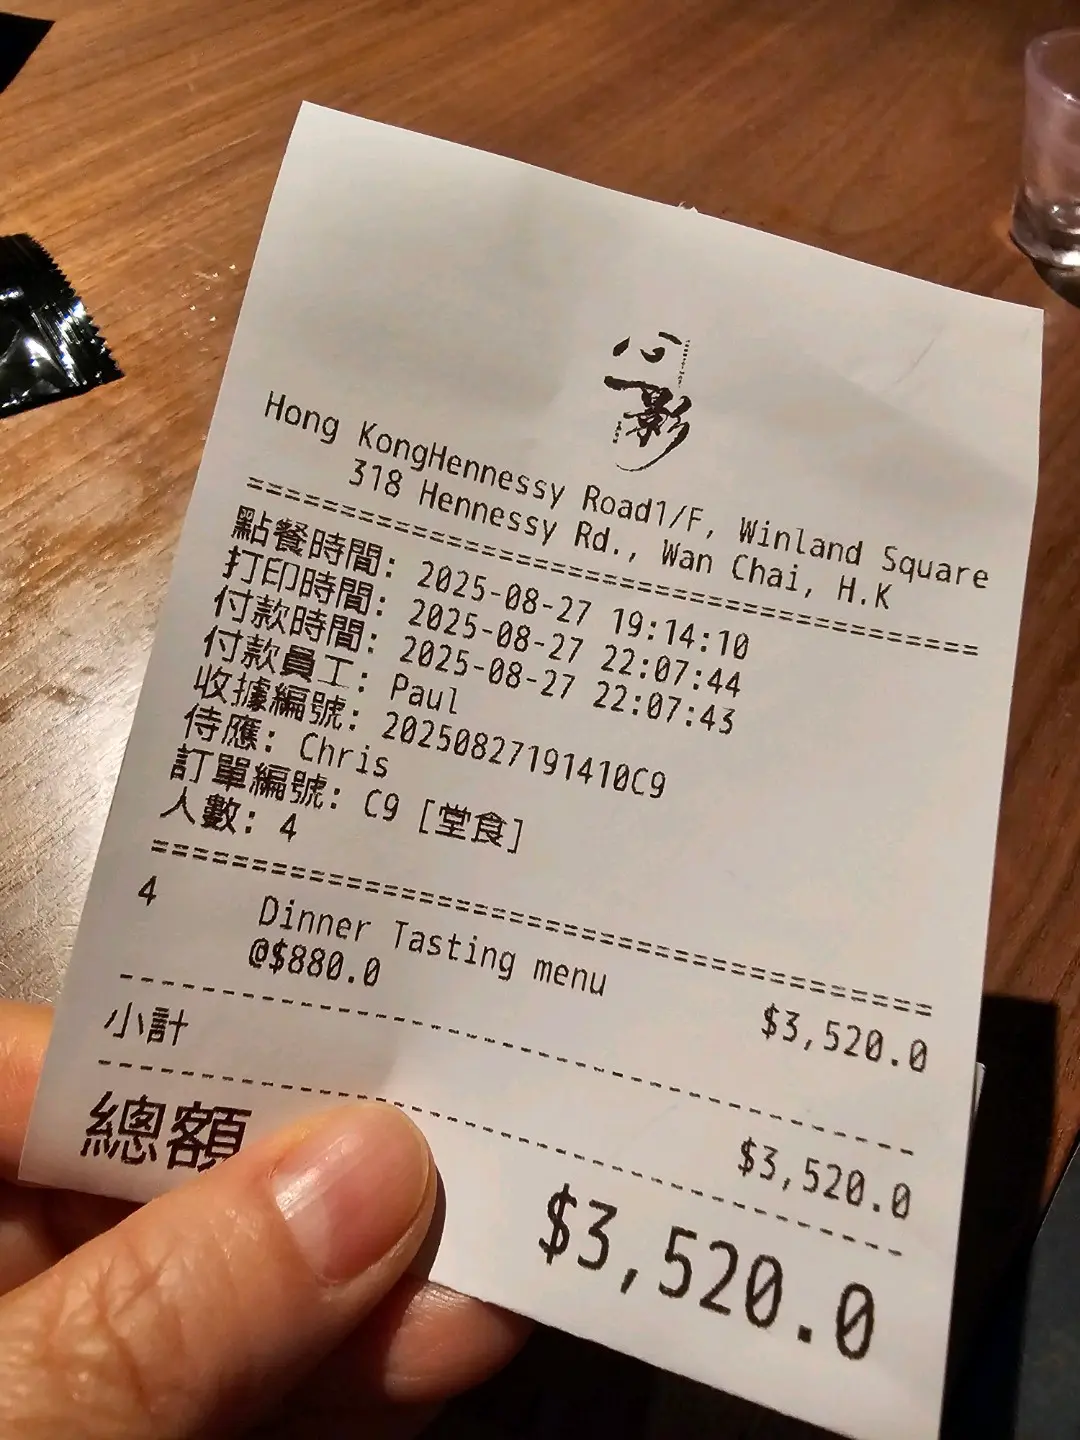 心
一
影
Hong KongHennessy Road1/F, Winland Square
318 Hennessy Rd., Wan Chai, H.K
點餐時間: 2025-08-27 19:14:10
打印時間: 2025-08-27 22:07:44
付款時間: 2025-08-27 22:07:43
付款員工: Paul
收據編號: 20250827191410C9
侍應: Chris
訂單編號: C9 [堂食]
人數: 4
4 Dinner Tasting menu
@$880.0 $3,520.0
小計 $3,520.0
總額 $3,520.0